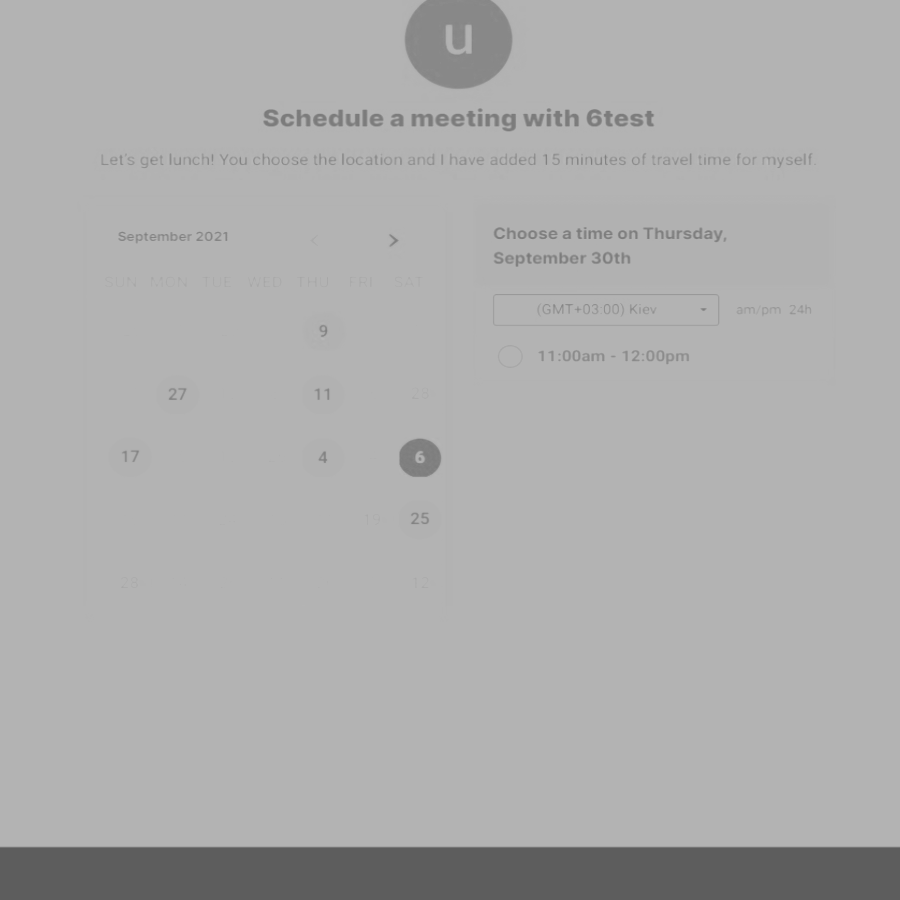 u
Schedule a meeting with 6test
Let's get lunch! You choose the location and I have added 15 minutes of travel time for myself.
September 2021
SUN MON TUE WED THU FRI SAT
9
27 11 28
17 4 6
19 25
28 12
Choose a time on Thursday,
September 30th
(GMT+03:00) Kiev am/pm 24h
11:00am - 12:00pm